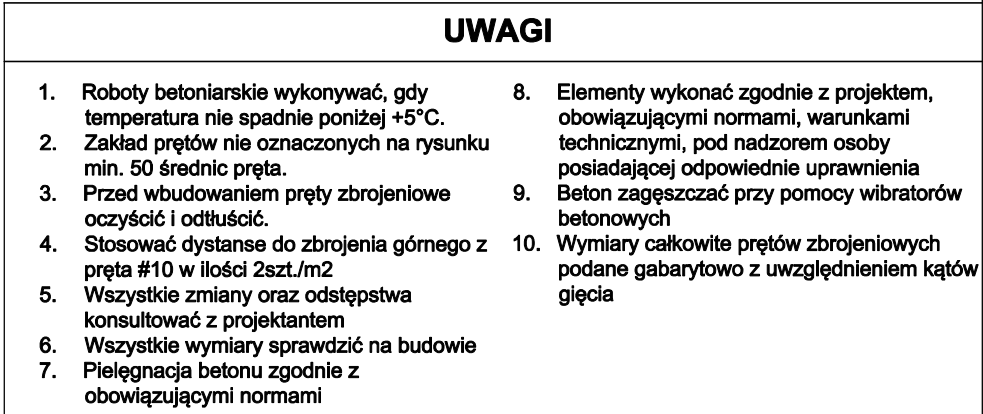 UWAGI
1. Roboty betoniarskie wykonywać, gdy
temperatura nie spadnie poniżej +5°C.
2. Zakład prętów nie oznaczonych na rysunku
min. 50 średnic pręta.
3. Przed wbudowaniem pręty zbrojeniowe
oczyścić i odtłuścić.
4. Stosować dystanse do zbrojenia górnego z
pręta #10 w ilości 2szt./m2
5. Wszystkie zmiany oraz odstępstwa
konsultować z projektantem
6. Wszystkie wymiary sprawdzić na budowie
7. Pielęgnacja betonu zgodnie z
obowiązującymi normami
8. Elementy wykonać zgodnie z projektem,
obowiązującymi normami, warunkami
technicznymi, pod nadzorem osoby
posiadającej odpowiednie uprawnienia
9. Beton zagęszczać przy pomocy wibratorów
betonowych
10. Wymiary całkowite prętów zbrojeniowych
podane gabarytowo z uwzględnieniem kątów
gięcia